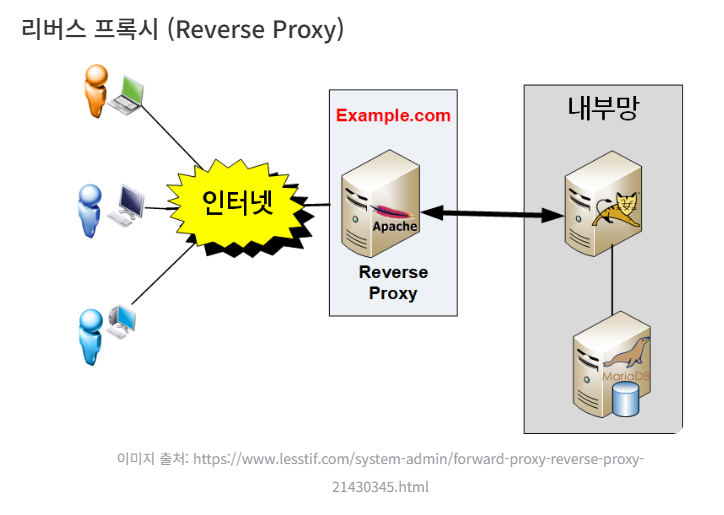 리버스 프록시 (Reverse Proxy)
Example.com
내부망
인터넷
Apache
Reverse
Proxy
MariaDB
이미지 출처: https://www.lesstif.com/system-admin/forward-proxy-reverse-proxy-
21430345.html